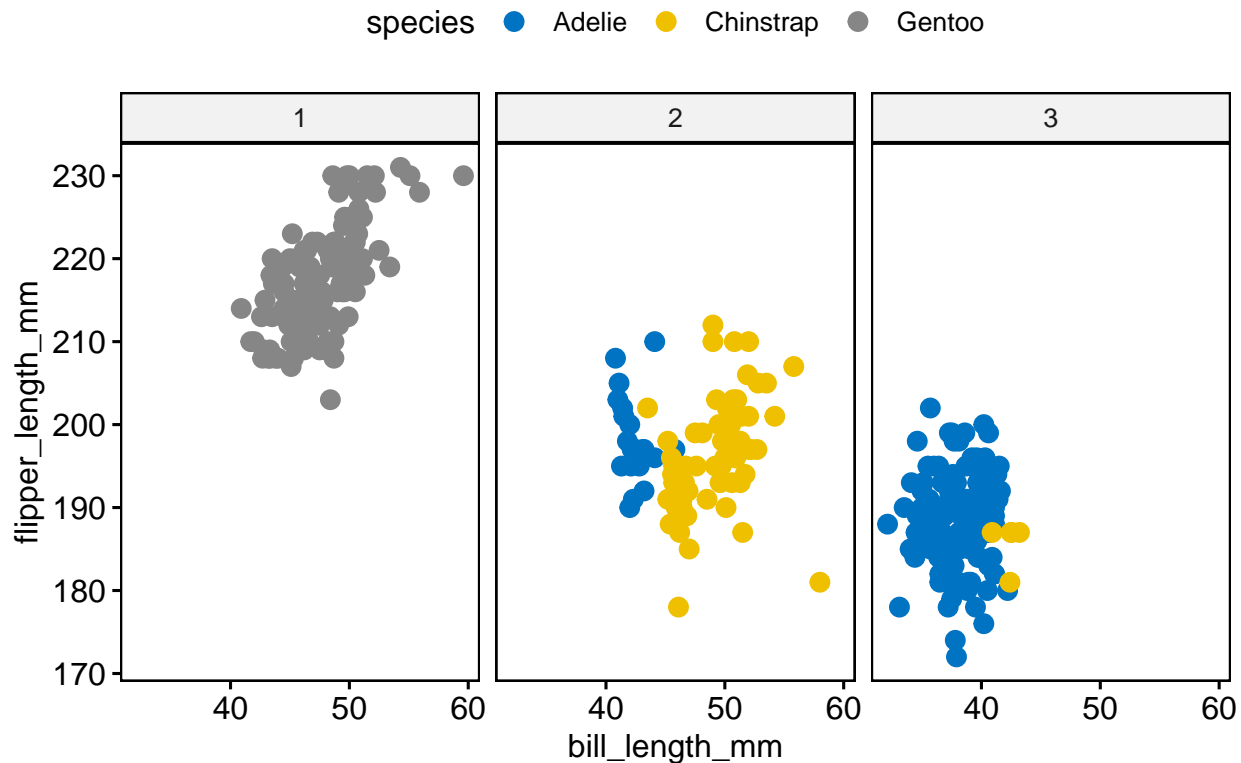 species Adelie Chinstrap Gentoo
1 2 3
230
220
210
200
190
180
170
flipper_length_mm
40 50 60 40 50 60 40 50 60
bill_length_mm